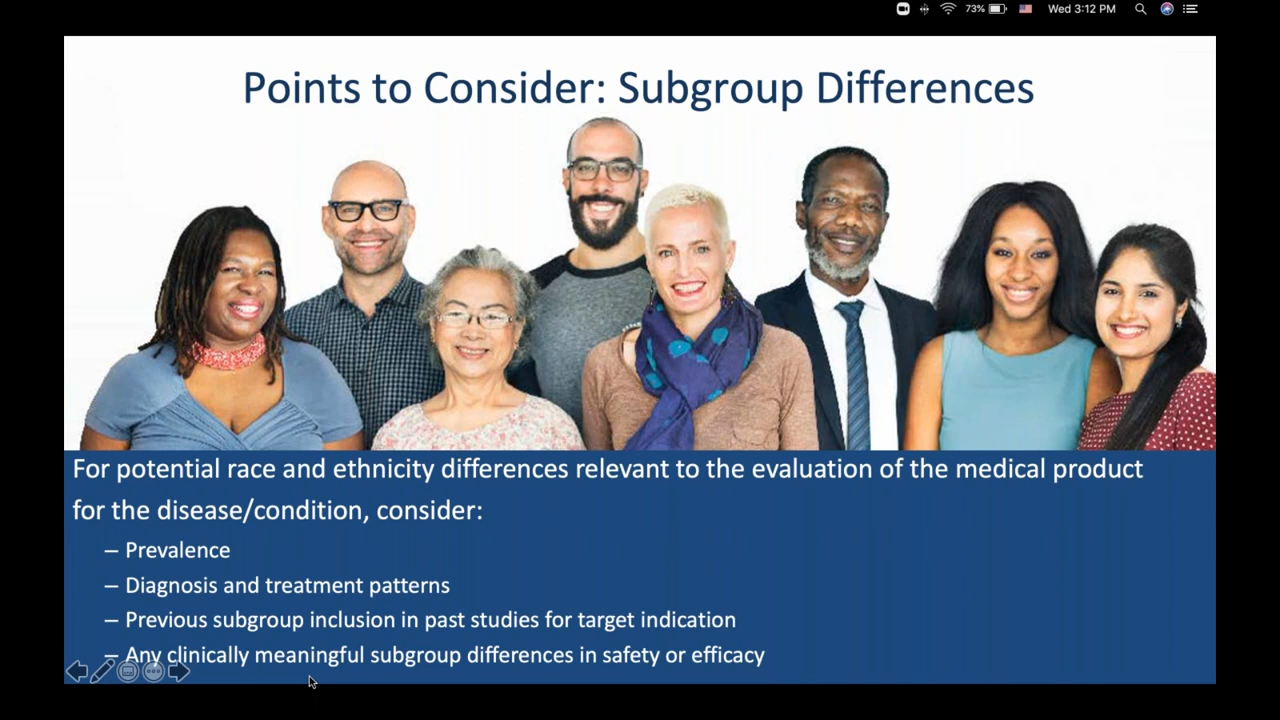 73% Wed 3:12 PM
Points to Consider: Subgroup Differences
For potential race and ethnicity differences relevant to the evaluation of the medical product
for the disease/condition, consider:
– Prevalence
– Diagnosis and treatment patterns
– Previous subgroup inclusion in past studies for target indication
– Any clinically meaningful subgroup differences in safety or efficacy